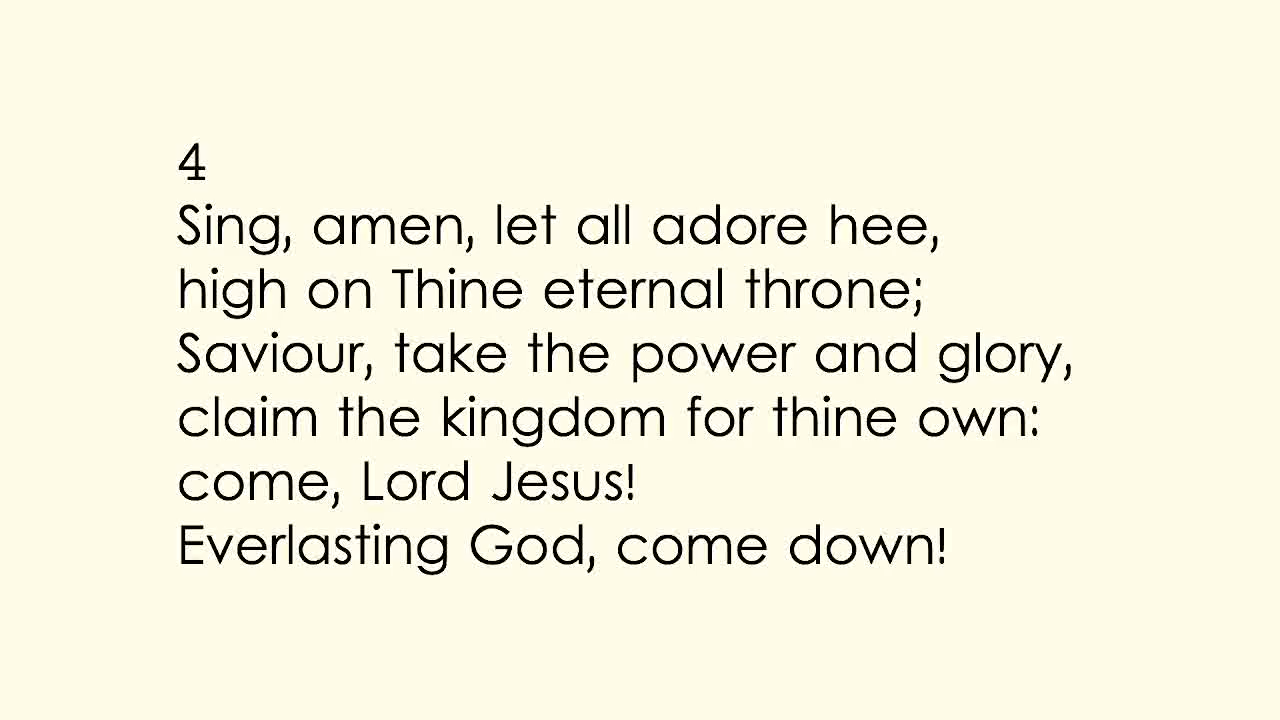 4
Sing, amen, let all adore hee,
high on Thine eternal throne;
Saviour, take the power and glory,
claim the kingdom for thine own:
come, Lord Jesus!
Everlasting God, come down!